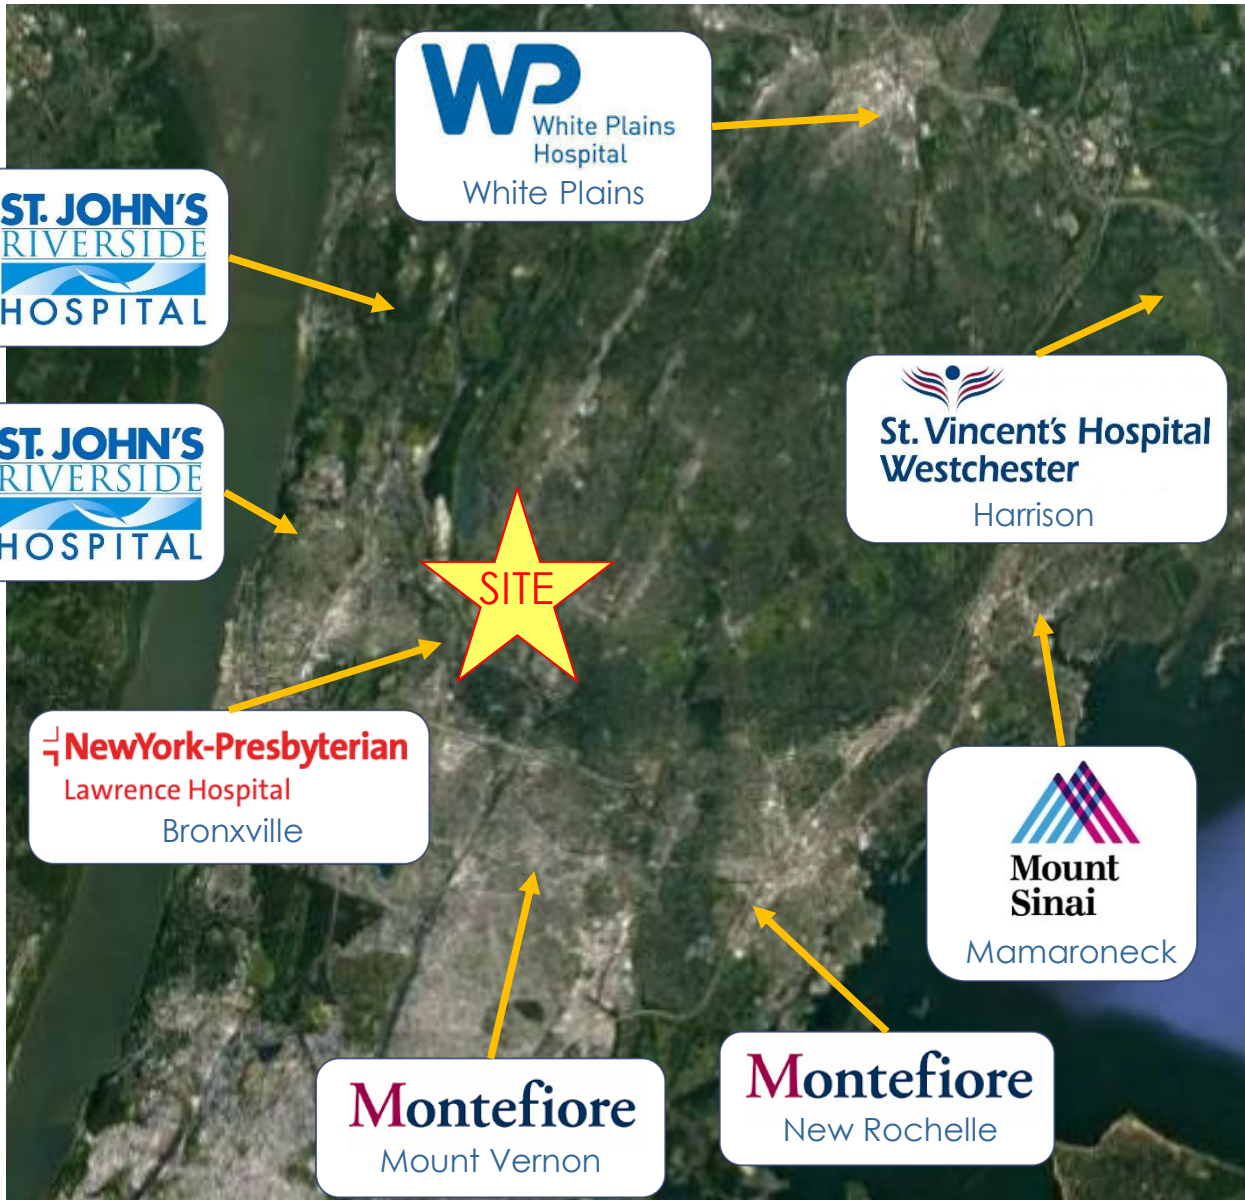 WP
White Plains
Hospital
White Plains
ST. JOHN'S
RIVERSIDE
HOSPITAL
St. Vincent's Hospital
Westchester
Harrison
ST. JOHN'S
RIVERSIDE
HOSPITAL
SITE
NewYork-Presbyterian
Lawrence Hospital
Bronxville
Mount
Sinai
Mamaroneck
Montefiore
Mount Vernon
Montefiore
New Rochelle